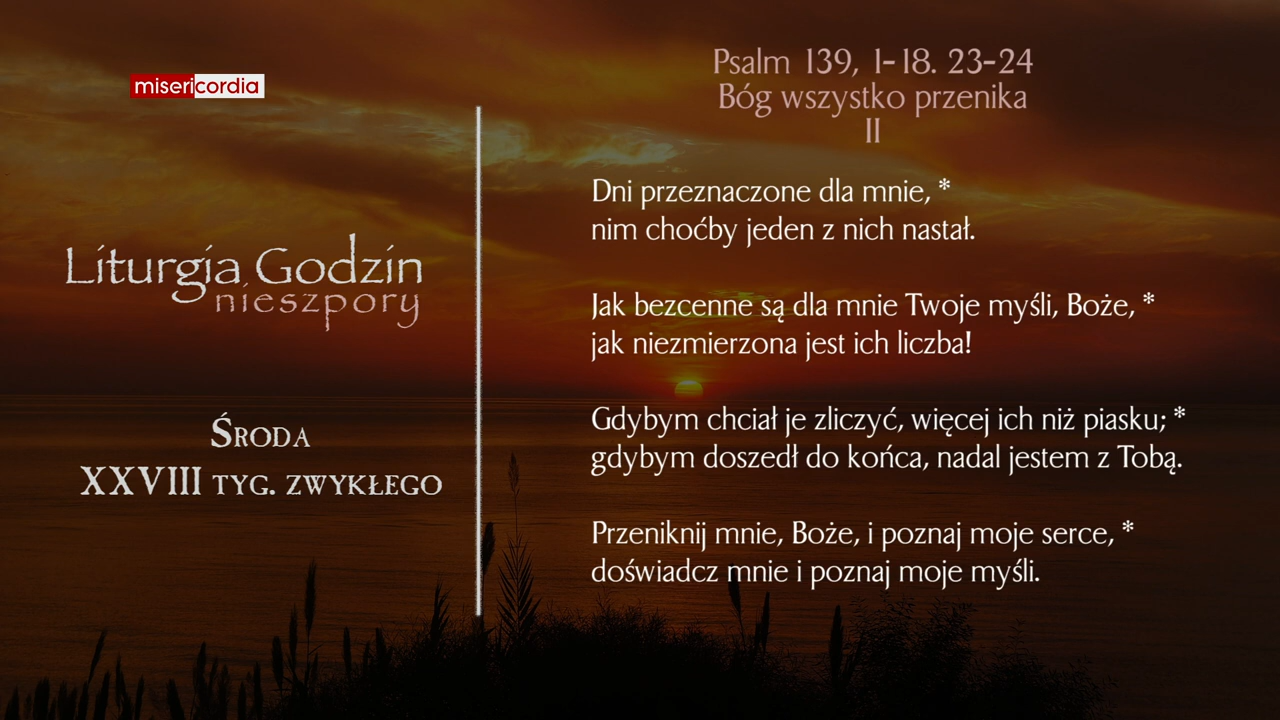 misericordia
Liturgia Godzin
nieszpory
Środa
XXVIII tyg. zwykłego
Psalm 139, 1-18. 23-24
Bóg wszystko przenika
II
Dni przeznaczone dla mnie, *
nim choćby jeden z nich nastał.
Jak bezcenne są dla mnie Twoje myśli, Boże, *
jak niezmierzona jest ich liczba!
Gdybym chciał je zliczyć, więcej ich niż piasku; *
gdybym doszedł do końca, nadal jestem z Tobą.
Przeniknij mnie, Boże, i poznaj moje serce, *
doświadcz mnie i poznaj moje myśli.